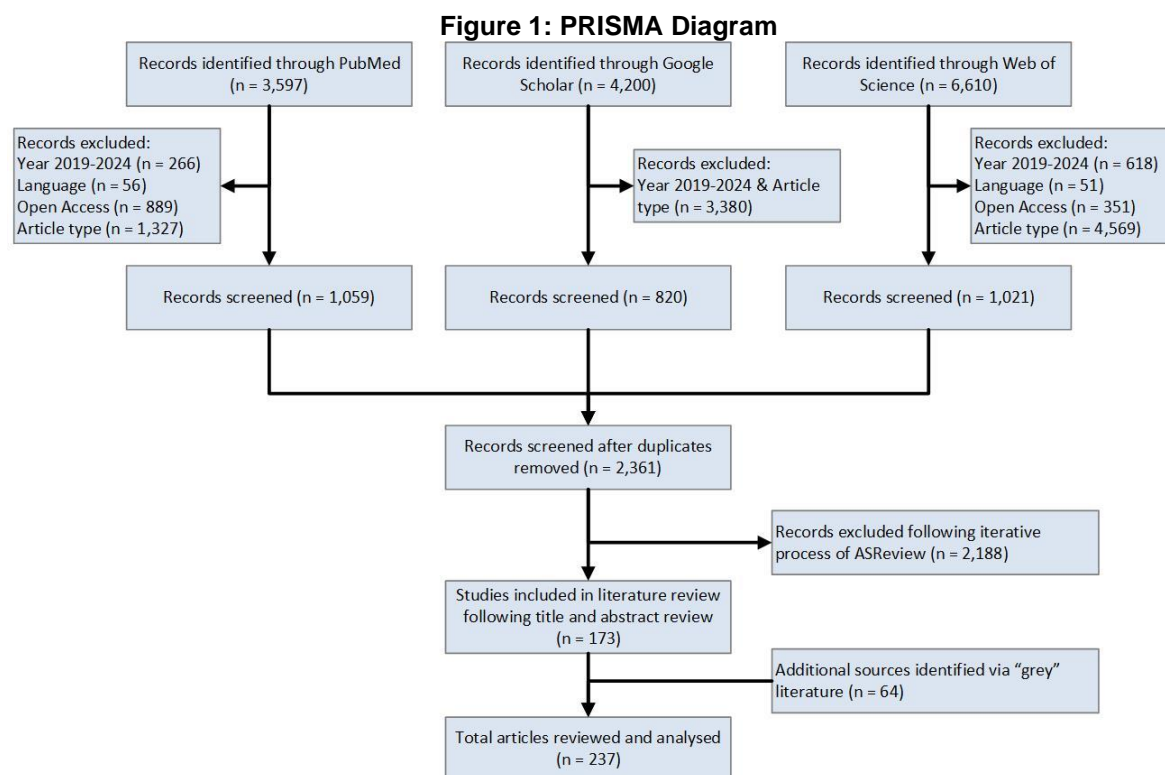 Figure 1: PRISMA Diagram
Records identified through PubMed
(n = 3,597)
Records identified through Google
Scholar (n = 4,200)
Records identified through Web of
Science (n = 6,610)
Records excluded:
Year 2019-2024 (n = 266)
Language (n = 56)
Open Access (n = 889)
Article type (n = 1,327)
Records excluded:
Year 2019-2024 & Article
type (n = 3,380)
Records excluded:
Year 2019-2024 (n = 618)
Language (n = 51)
Open Access (n = 351)
Article type (n = 4,569)
Records screened (n = 1,059)
Records screened (n = 820)
Records screened (n = 1,021)
Records screened after duplicates
removed (n = 2,361)
Records excluded following iterative
process of ASReview (n = 2,188)
Studies included in literature review
following title and abstract review
(n = 173)
Additional sources identified via “grey”
literature (n = 64)
Total articles reviewed and analysed
(n = 237)